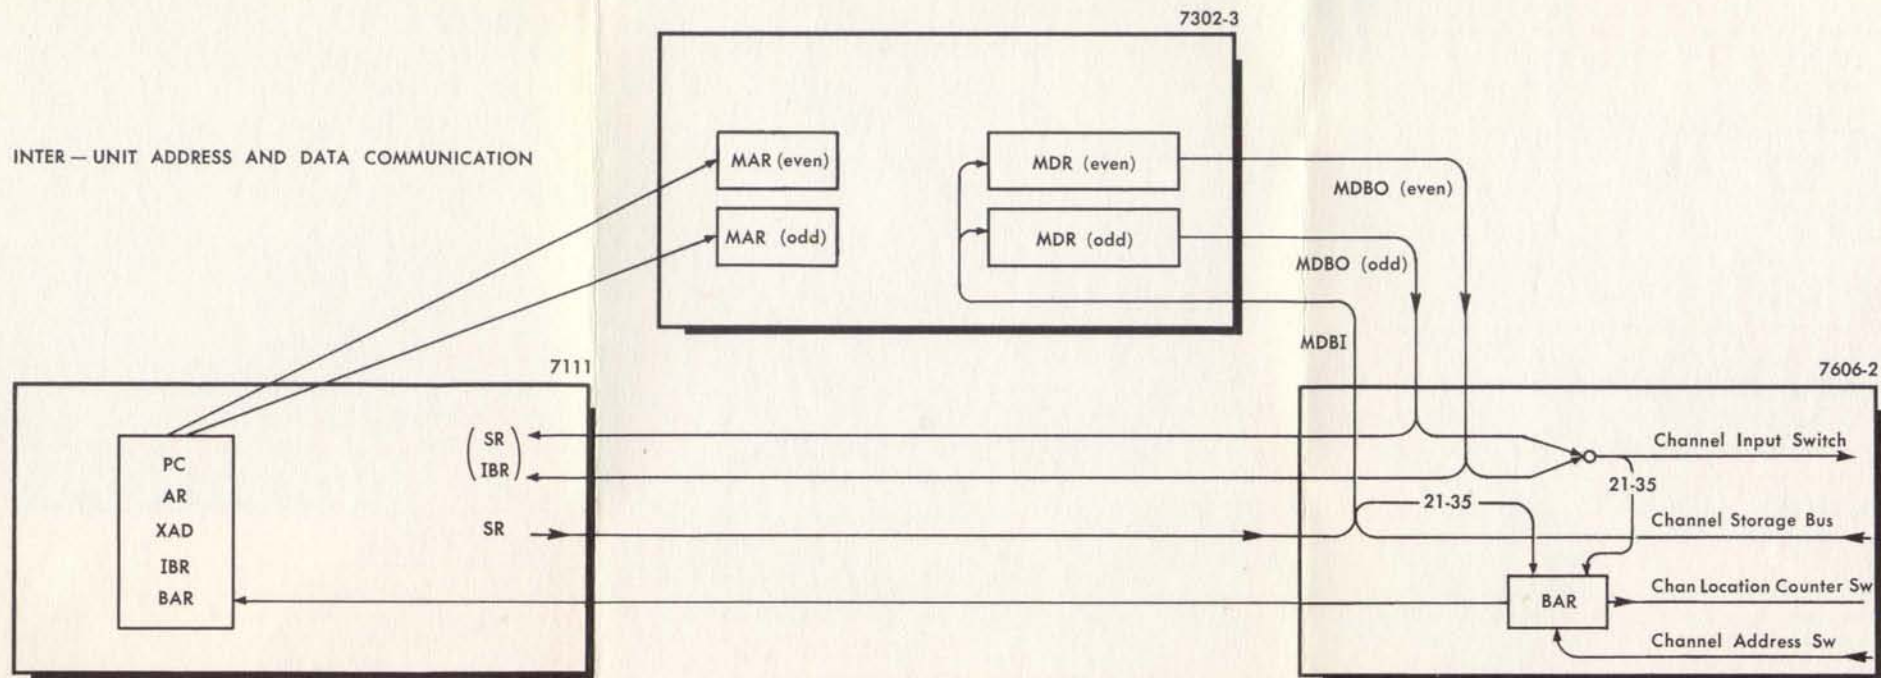 7302-3
INTER — UNIT ADDRESS AND DATA COMMUNICATION
MAR (even)
MAR (odd)
MDR (even)
MDR (odd)
MDBO (even)
MDBO (odd)
MDBI
7111
PC
AR
XAD
IBR
BAR
(SR)
(IBR)
SR
7606-2
Channel Input Switch
21-35
21-35
Channel Storage Bus
BAR
Chan Location Counter Sw
Channel Address Sw